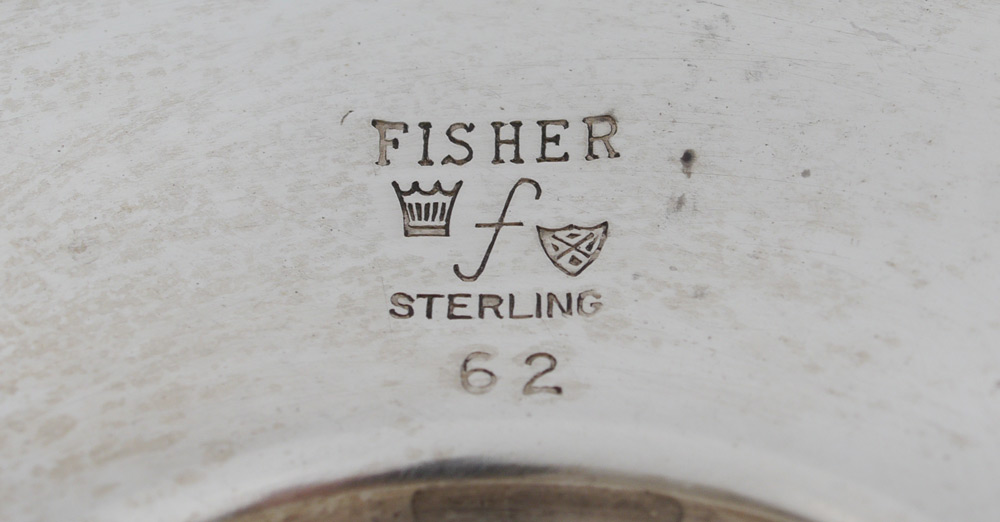 FISHER
f
STERLING
62